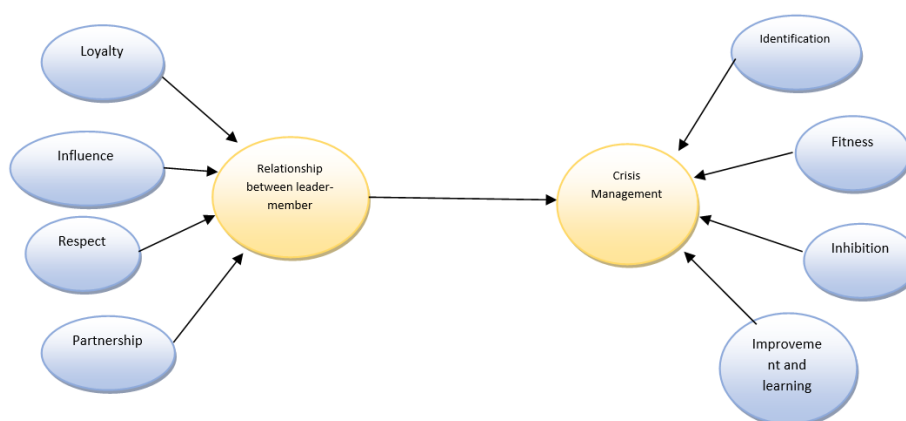 Loyalty
Influence
Respect
Partnership
Relationship
between leader-
member
Crisis
Management
Identification
Fitness
Inhibition
Improveme
nt and
learning